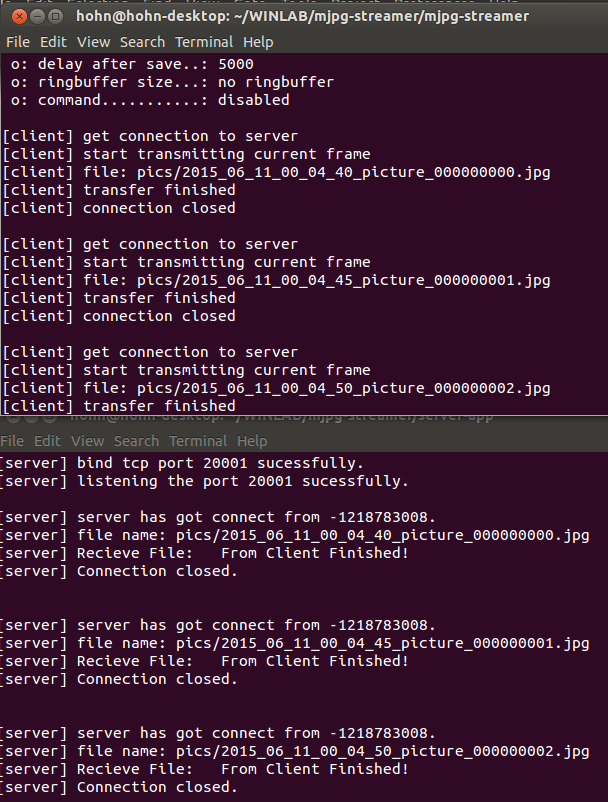 hohn@hohn-desktop: ~/WINLAB/mjpg-streamer/mjpg-streamer
File Edit View Search Terminal Help
o: delay after save..: 5000
o: ringbuffer size...: no ringbuffer
o: command...........: disabled
[client] get connection to server
[client] start transmitting current frame
[client] file: pics/2015_06_11_00_04_40_picture_000000000.jpg
[client] transfer finished
[client] connection closed
[client] get connection to server
[client] start transmitting current frame
[client] file: pics/2015_06_11_00_04_45_picture_000000001.jpg
[client] transfer finished
[client] connection closed
[client] get connection to server
[client] start transmitting current frame
[client] file: pics/2015_06_11_00_04_50_picture_000000002.jpg
[client] transfer finished
hohn@hohn-desktop: ~/WINLAB/mjpg-streamer/server-app
File Edit View Search Terminal Help
[server] bind tcp port 20001 sucessfully.
[server] listening the port 20001 sucessfully.
[server] server has got connect from -1218783008.
[server] file name: pics/2015_06_11_00_04_40_picture_000000000.jpg
[server] Recieve File:   From Client Finished!
[server] Connection closed.
[server] server has got connect from -1218783008.
[server] file name: pics/2015_06_11_00_04_45_picture_000000001.jpg
[server] Recieve File:   From Client Finished!
[server] Connection closed.
[server] server has got connect from -1218783008.
[server] file name: pics/2015_06_11_00_04_50_picture_000000002.jpg
[server] Recieve File:   From Client Finished!
[server] Connection closed.